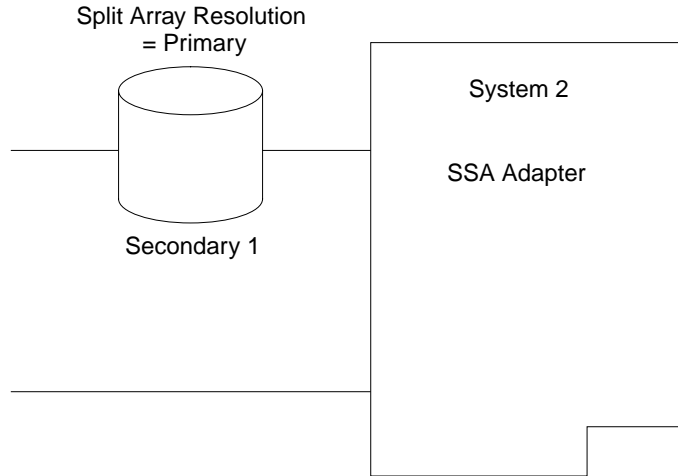 Split Array Resolution
= Primary
System 2
SSA Adapter
Secondary 1